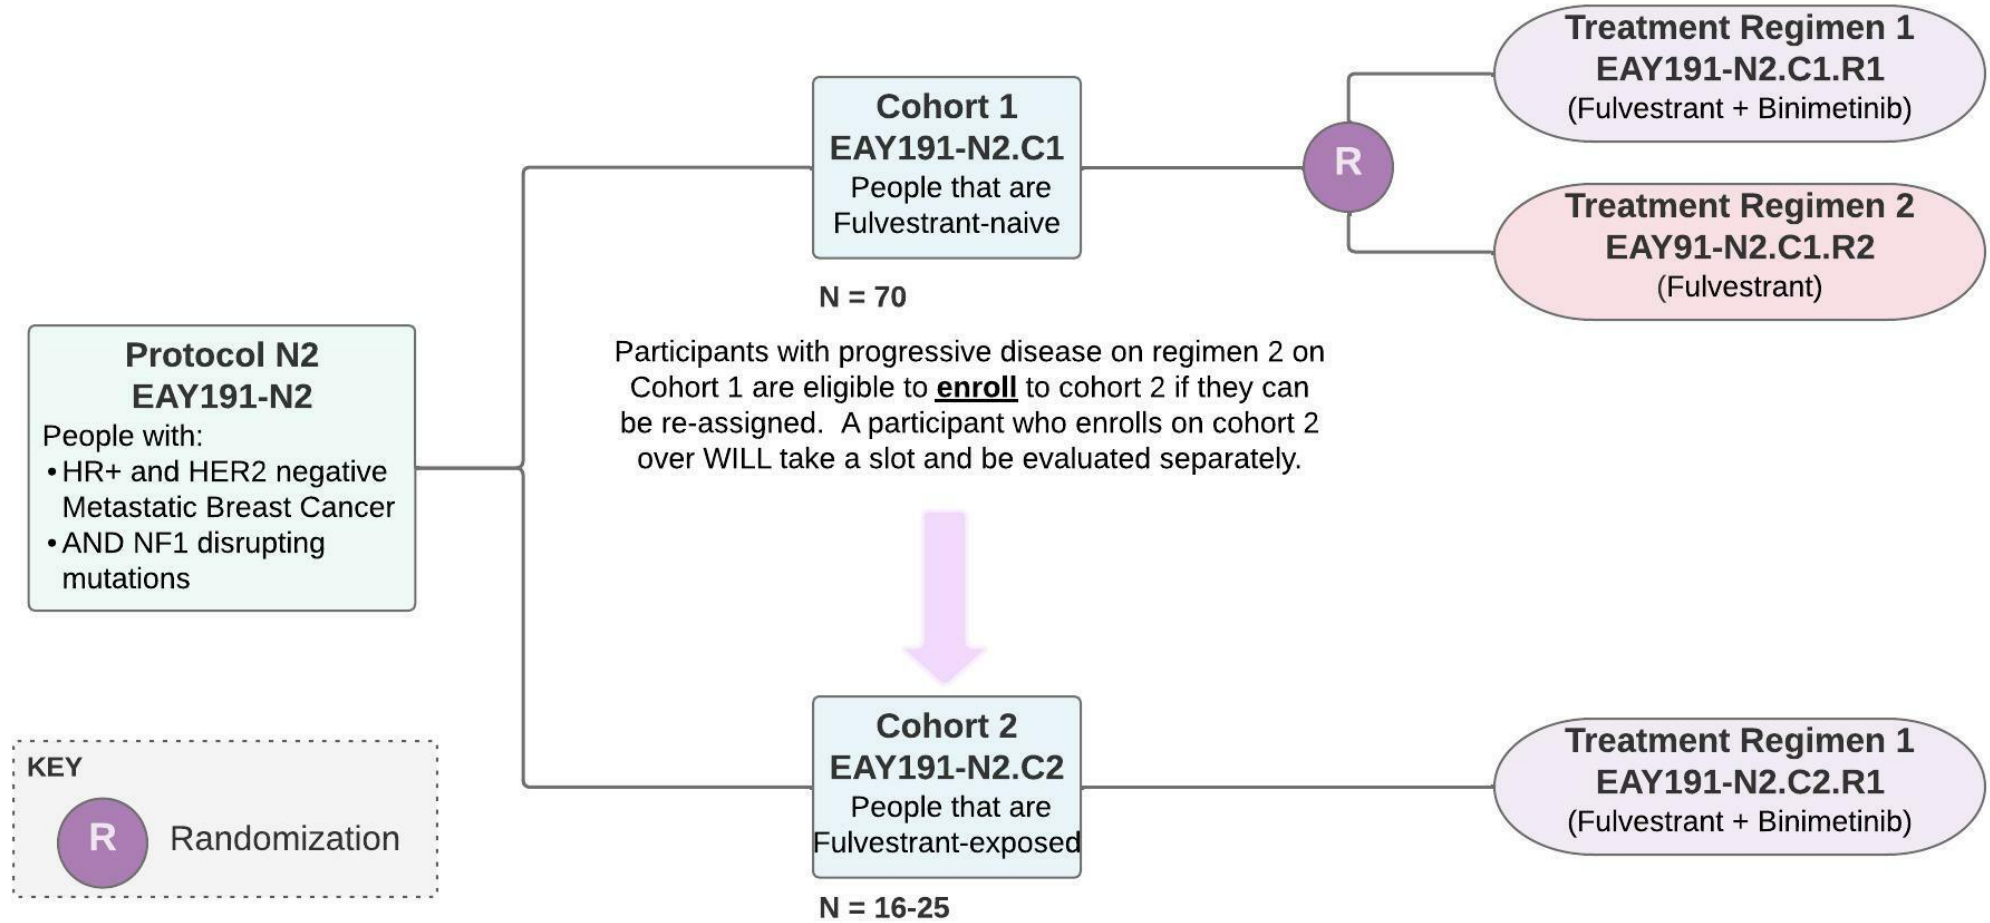 Protocol N2
EAY191-N2
People with:
• HR+ and HER2 negative
Metastatic Breast Cancer
• AND NF1 disrupting
mutations
Cohort 1
EAY191-N2.C1
People that are
Fulvestrant-naive
N = 70
R
Treatment Regimen 1
EAY191-N2.C1.R1
(Fulvestrant + Binimetinib)
Treatment Regimen 2
EAY91-N2.C1.R2
(Fulvestrant)
Participants with progressive disease on regimen 2 on
Cohort 1 are eligible to enroll to cohort 2 if they can
be re-assigned.  A participant who enrolls on cohort 2
over WILL take a slot and be evaluated separately.
Cohort 2
EAY191-N2.C2
People that are
Fulvestrant-exposed
N = 16-25
Treatment Regimen 1
EAY191-N2.C2.R1
(Fulvestrant + Binimetinib)
KEY
R
Randomization